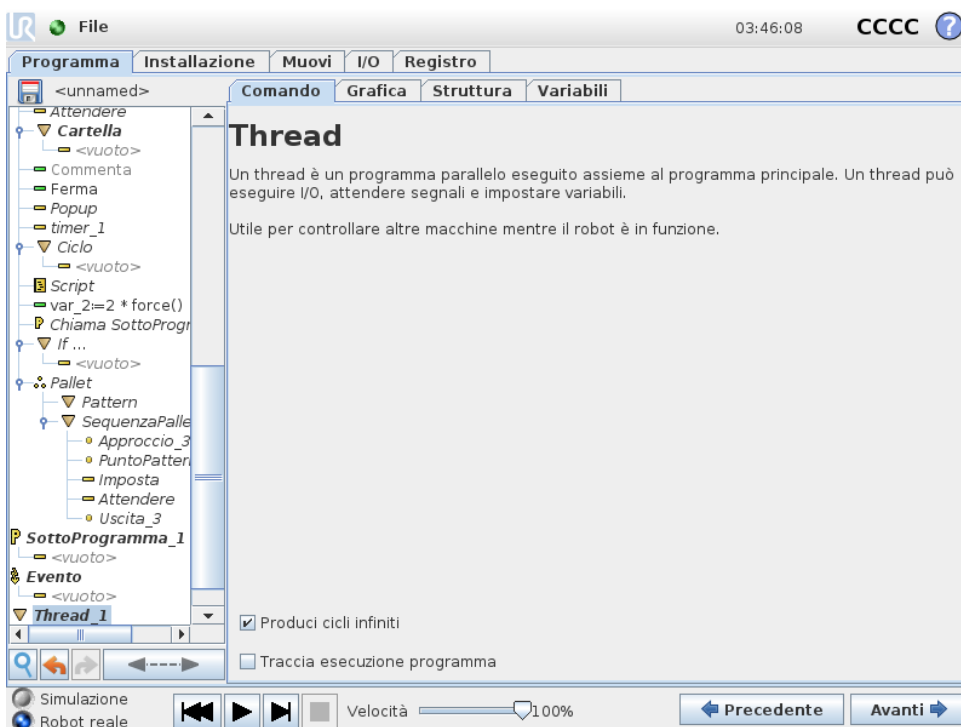 UR File 03:46:08 CCCC ?
Programma Installazione Muovi I/O Registro
<unnamed> Comando Grafica Struttura Variabili
Attendere
Cartella
<vuoto>
Commenta
Ferma
Popup
timer_1
Ciclo
<vuoto>
Script
var_2:=2 * force()
P Chiama SottoProgr
If ...
<vuoto>
Pallet
Pattern
SequenzaPalle
Approccio_3
PuntoPatter
Imposta
Attendere
Uscita_3
P SottoProgramma_1
<vuoto>
Evento
<vuoto>
Thread_1
Thread
Un thread è un programma parallelo eseguito assieme al programma principale. Un thread può
eseguire I/O, attendere segnali e impostare variabili.
Utile per controllare altre macchine mentre il robot è in funzione.
Produci cicli infiniti
Traccia esecuzione programma
Simulazione
Robot reale
Velocità 100%
Precedente Avanti